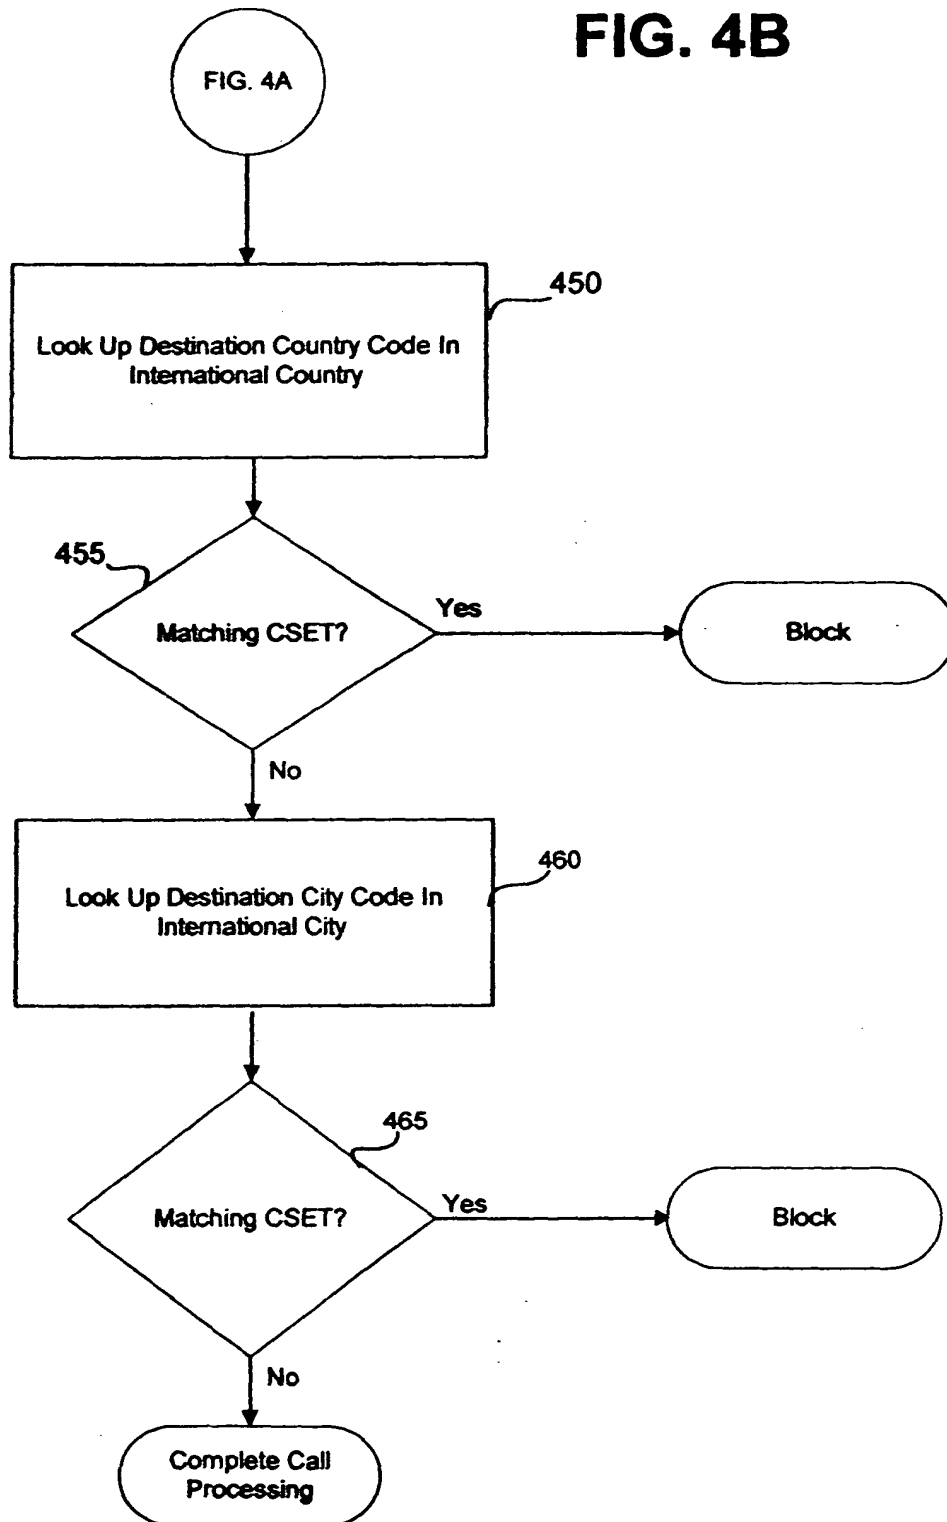 FIG. 4B
FIG. 4A
450
Look Up Destination Country Code In
International Country
455
Matching CSET?
Yes
Block
No
460
Look Up Destination City Code In
International City
465
Matching CSET?
Yes
Block
No
Complete Call
Processing